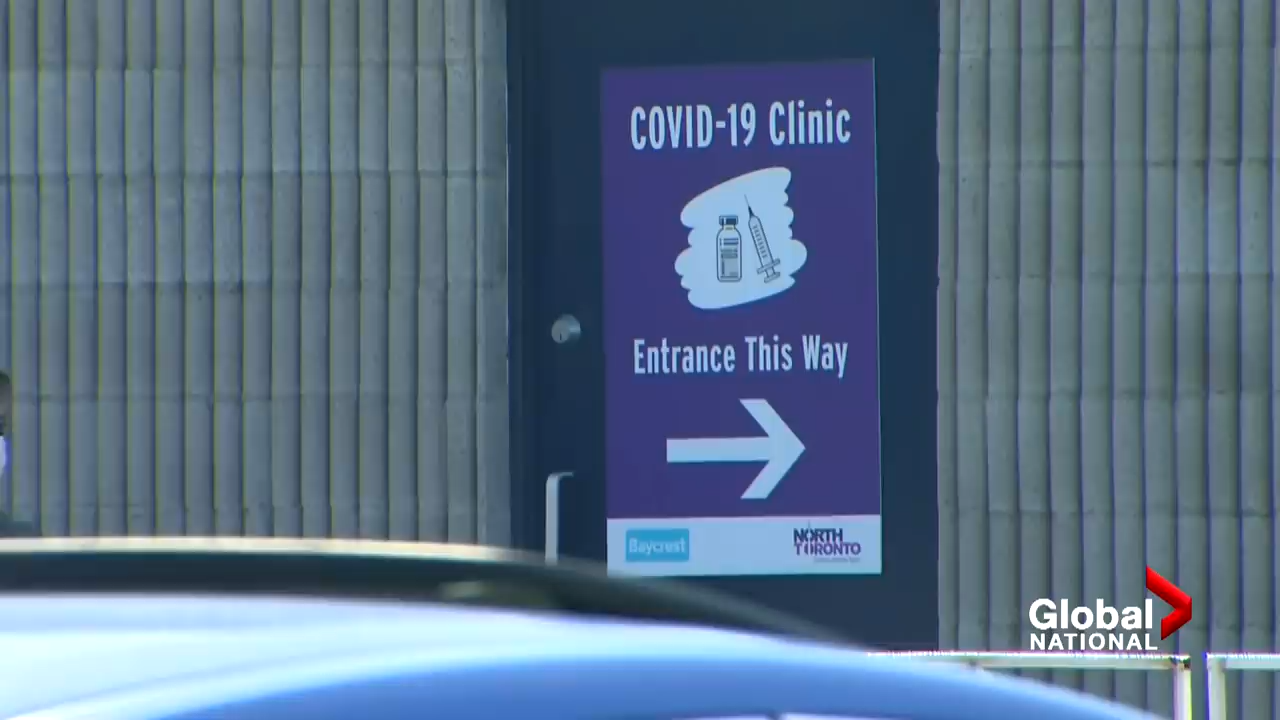 COVID-19 Clinic
Entrance This Way
Baycrest
NORTH
TORONTO
Global
NATIONAL